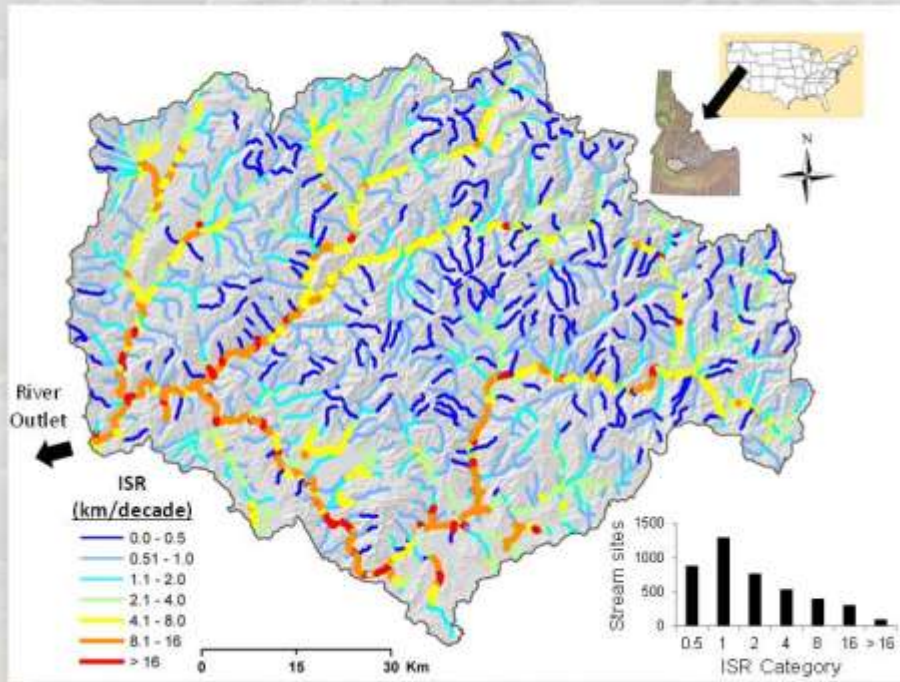 N
River
Outlet
ISR
(km/decade)
0.0 - 0.5
0.51 - 1.0
1.1 - 2.0
2.1 - 4.0
4.1 - 8.0
8.1 - 16
> 16
0 15 30 Km
Stream sites
1500
1000
500
0
0.5 1 2 4 8 16 > 16
ISR Category